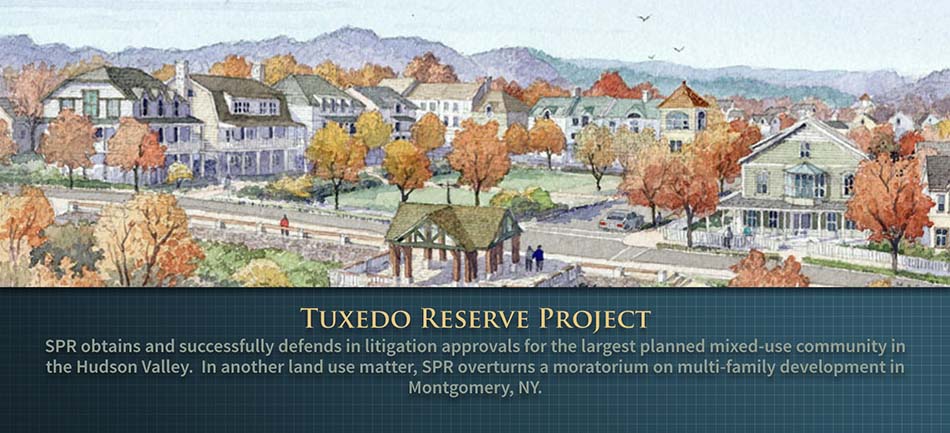 Tuxedo Reserve Project
SPR obtains and successfully defends in litigation approvals for the largest planned mixed-use community in
the Hudson Valley.  In another land use matter, SPR overturns a moratorium on multi-family development in
Montgomery, NY.